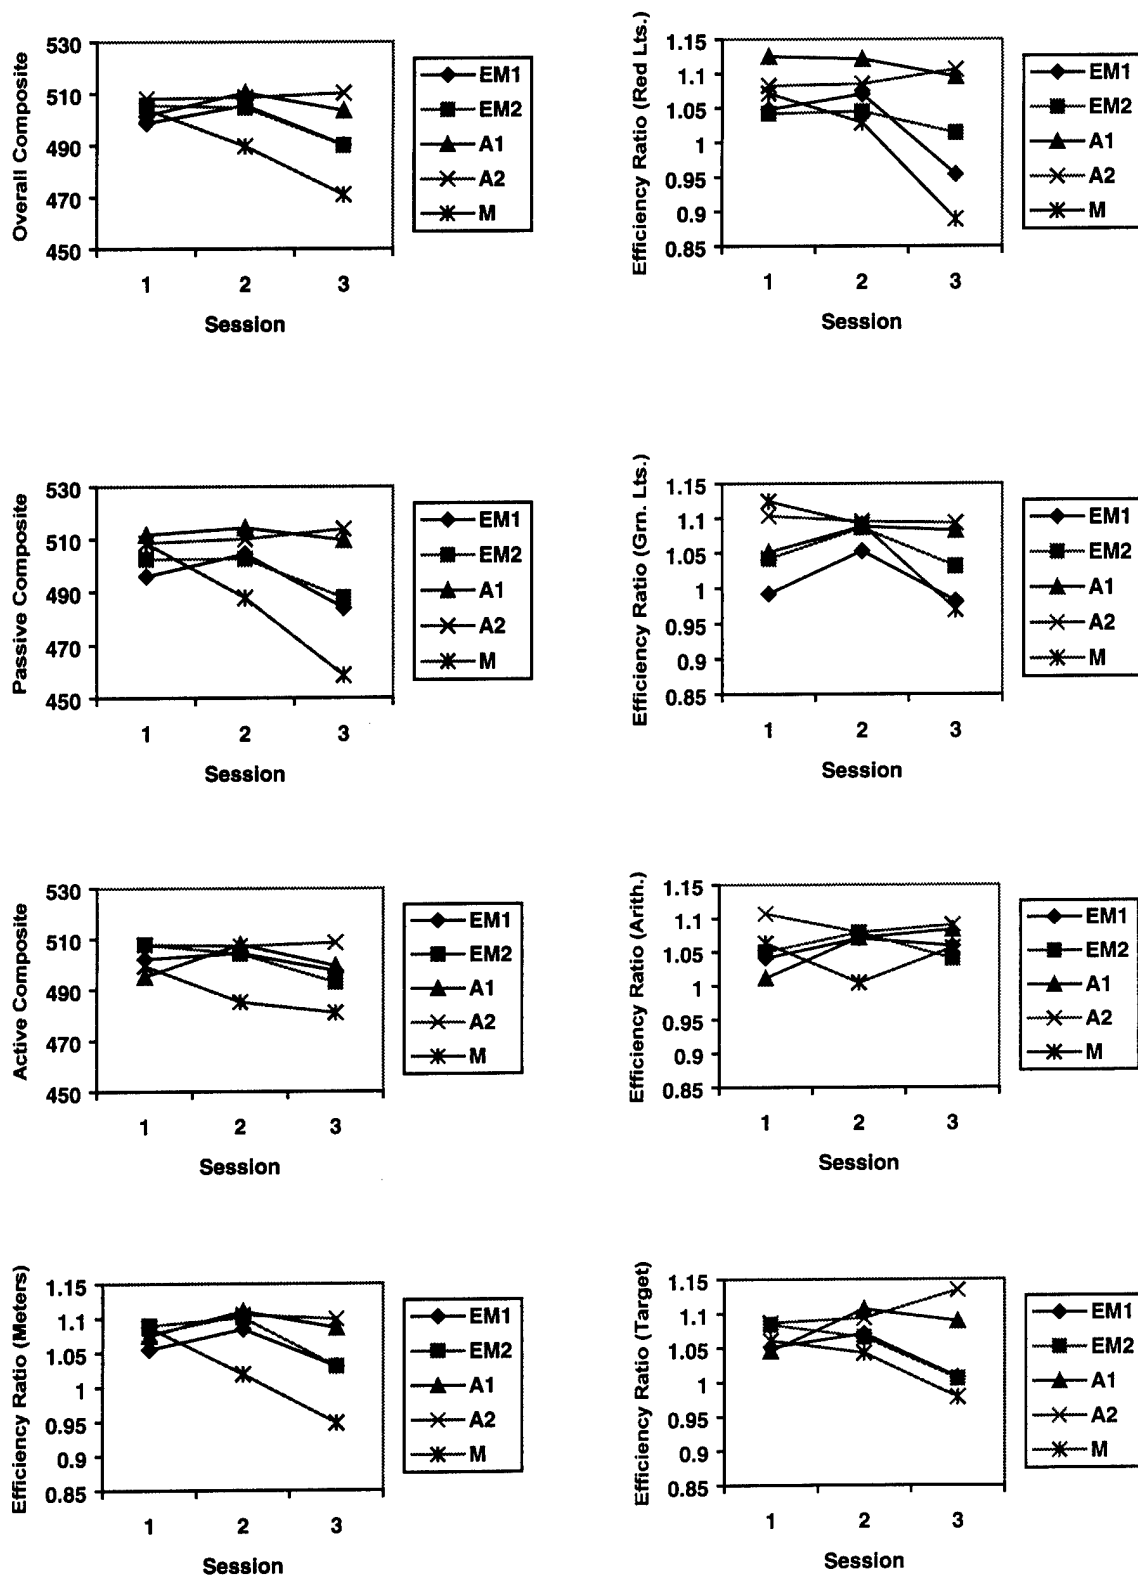 Overall Composite
530
510
490
470
450
1 2 3
Session
EM1
EM2
A1
A2
M
Efficiency Ratio (Red Lts.)
1.15
1.1
1.05
1
0.95
0.9
0.85
1 2 3
Session
EM1
EM2
A1
A2
M
Passive Composite
530
510
490
470
450
1 2 3
Session
EM1
EM2
A1
A2
M
Efficiency Ratio (Grn. Lts.)
1.15
1.1
1.05
1
0.95
0.9
0.85
1 2 3
Session
EM1
EM2
A1
A2
M
Active Composite
530
510
490
470
450
1 2 3
Session
EM1
EM2
A1
A2
M
Efficiency Ratio (Arith.)
1.15
1.1
1.05
1
0.95
0.9
0.85
1 2 3
Session
EM1
EM2
A1
A2
M
Efficiency Ratio (Meters)
1.15
1.1
1.05
1
0.95
0.9
0.85
1 2 3
Session
EM1
EM2
A1
A2
M
Efficiency Ratio (Target)
1.15
1.1
1.05
1
0.95
0.9
0.85
1 2 3
Session
EM1
EM2
A1
A2
M